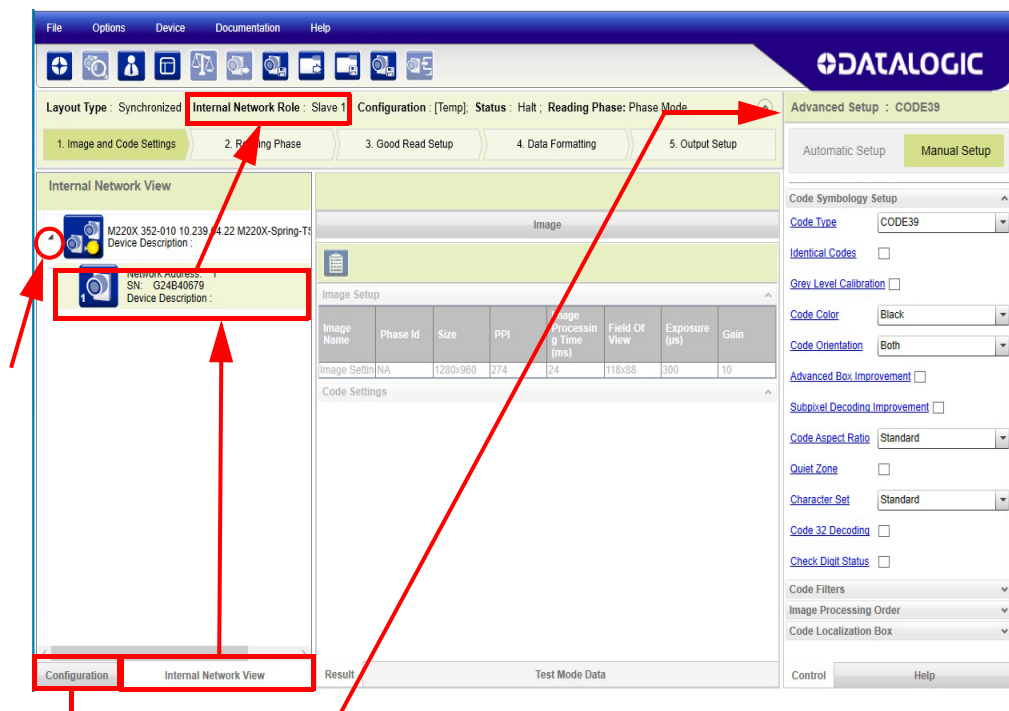 File Options Device Documentation Help
DATALOGIC
Layout Type : Synchronized Internal Network Role : Slave 1 Configuration : [Temp]; Status : Halt ; Reading Phase: Phase Mode
Advanced Setup : CODE39
1. Image and Code Settings 2. Reading Phase 3. Good Read Setup 4. Data Formatting 5. Output Setup
Automatic Setup Manual Setup
Internal Network View
M220X 352-010 M220X-Spring-TS
Device Description :
Network Address: 1
SN: G24B40679
Device Description :
1
Image
Image Setup
Image Name Phase Id Size PPI Image Processing Time (ms) Field Of View Exposure (µs) Gain
Image Settin NA 1280x960 274 24 118x88 300 10
Code Settings
Code Symbology Setup
Code Type CODE39
Identical Codes
Grey Level Calibration
Code Color Black
Code Orientation Both
Advanced Box Improvement
Subpixel Decoding Improvement
Code Aspect Ratio Standard
Quiet Zone
Character Set Standard
Code 32 Decoding
Check Digit Status
Code Filters
Image Processing Order
Code Localization Box
Configuration Internal Network View Result Test Mode Data Control Help